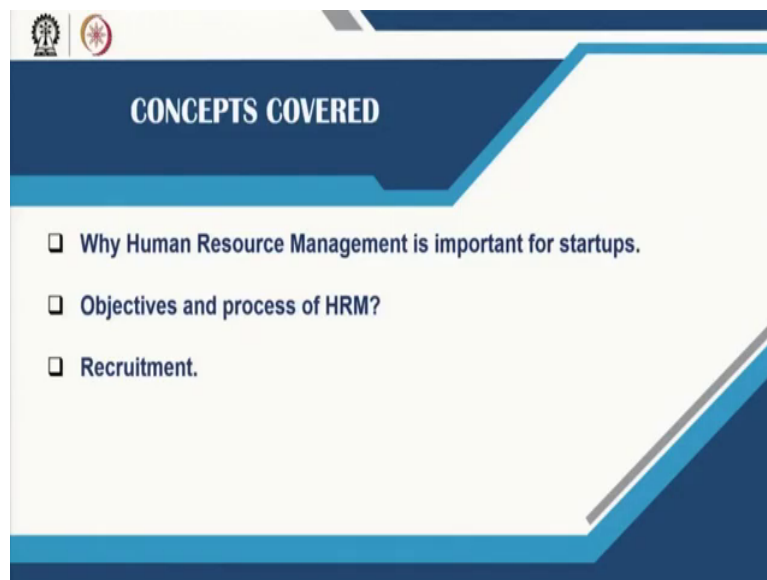 CONCEPTS COVERED
Why Human Resource Management is important for startups.
Objectives and process of HRM?
Recruitment.